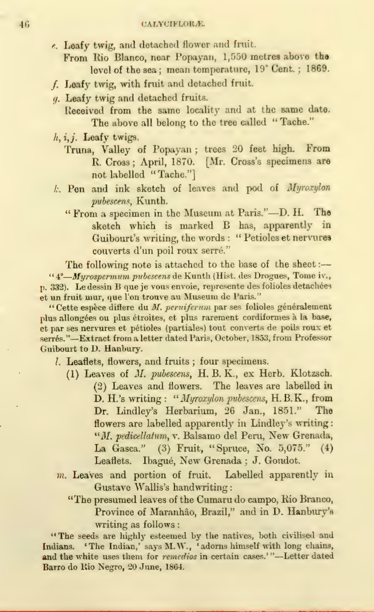 46 CALYCIFLORÆ.
e. Leafy twig, and detached flower and fruit.
From Rio Blanco, near Popayan, 1,550 metres above the
level of the sea; mean temperature, 19° Cent.; 1869.
f. Leafy twig, with fruit and detached fruit.
g. Leafy twig and detached fruits.
Received from the same locality and at the same date.
The above all belong to the tree called "Tache."
h, i, j. Leafy twigs.
Truna, Valley of Popayan; trees 20 feet high. From
R. Cross; April, 1870. [Mr. Cross's specimens are
not labelled "Tache."]
k. Pen and ink sketch of leaves and pod of Myroxylon
pubescens, Kunth.
"From a specimen in the Museum at Paris."—D. H. The
sketch which is marked B has, apparently in
Guibourt's writing, the words: "Petioles et nervures
couverts d'un poil roux serré."
The following note is attached to the base of the sheet:—
"4°—Myrospermum pubescens de Kunth (Hist. des Drogues, Tome iv.,
p. 332). Le dessin B que je vous envoie, represente des folioles detachées
et un fruit mur, que l'on trouve au Museum de Paris."
"Cette espèce differe du M. peruiferum par ses folioles généralement
plus allongées ou plus étroites, et plus rarement cordiformes à la base,
et par ses nervures et pétioles (partiales) tout converts de poils roux et
serrés."—Extract from a letter dated Paris, October, 1853, from Professor
Guibourt to D. Hanbury.
l. Leaflets, flowers, and fruits; four specimens.
(1) Leaves of M. pubescens, H. B. K., ex Herb. Klotzsch.
(2) Leaves and flowers. The leaves are labelled in
D. H.'s writing: "Myroxylum pubescens, H.B.K., from
Dr. Lindley's Herbarium, 26 Jan., 1851." The
flowers are labelled apparently in Lindley's writing:
"M. pedicellatum, v. Balsamo del Peru, New Grenada,
La Gasca." (3) Fruit, "Spruce, No. 5,075." (4)
Leaflets. Ibagué, New Grenada; J. Goudot.
m. Leaves and portion of fruit. Labelled apparently in
Gustave Wallis's handwriting:
"The presumed leaves of the Cumaru do campo, Rio Branco,
Province of Maranhão, Brazil," and in D. Hanbury's
writing as follows:
"The seeds are highly esteemed by the natives, both civilised and
Indians. 'The Indian,' says M.W., 'adorns himself with long chains,
and the white uses them for remedios in certain cases.'"—Letter dated
Barro do Rio Negro, 20 June, 1864.